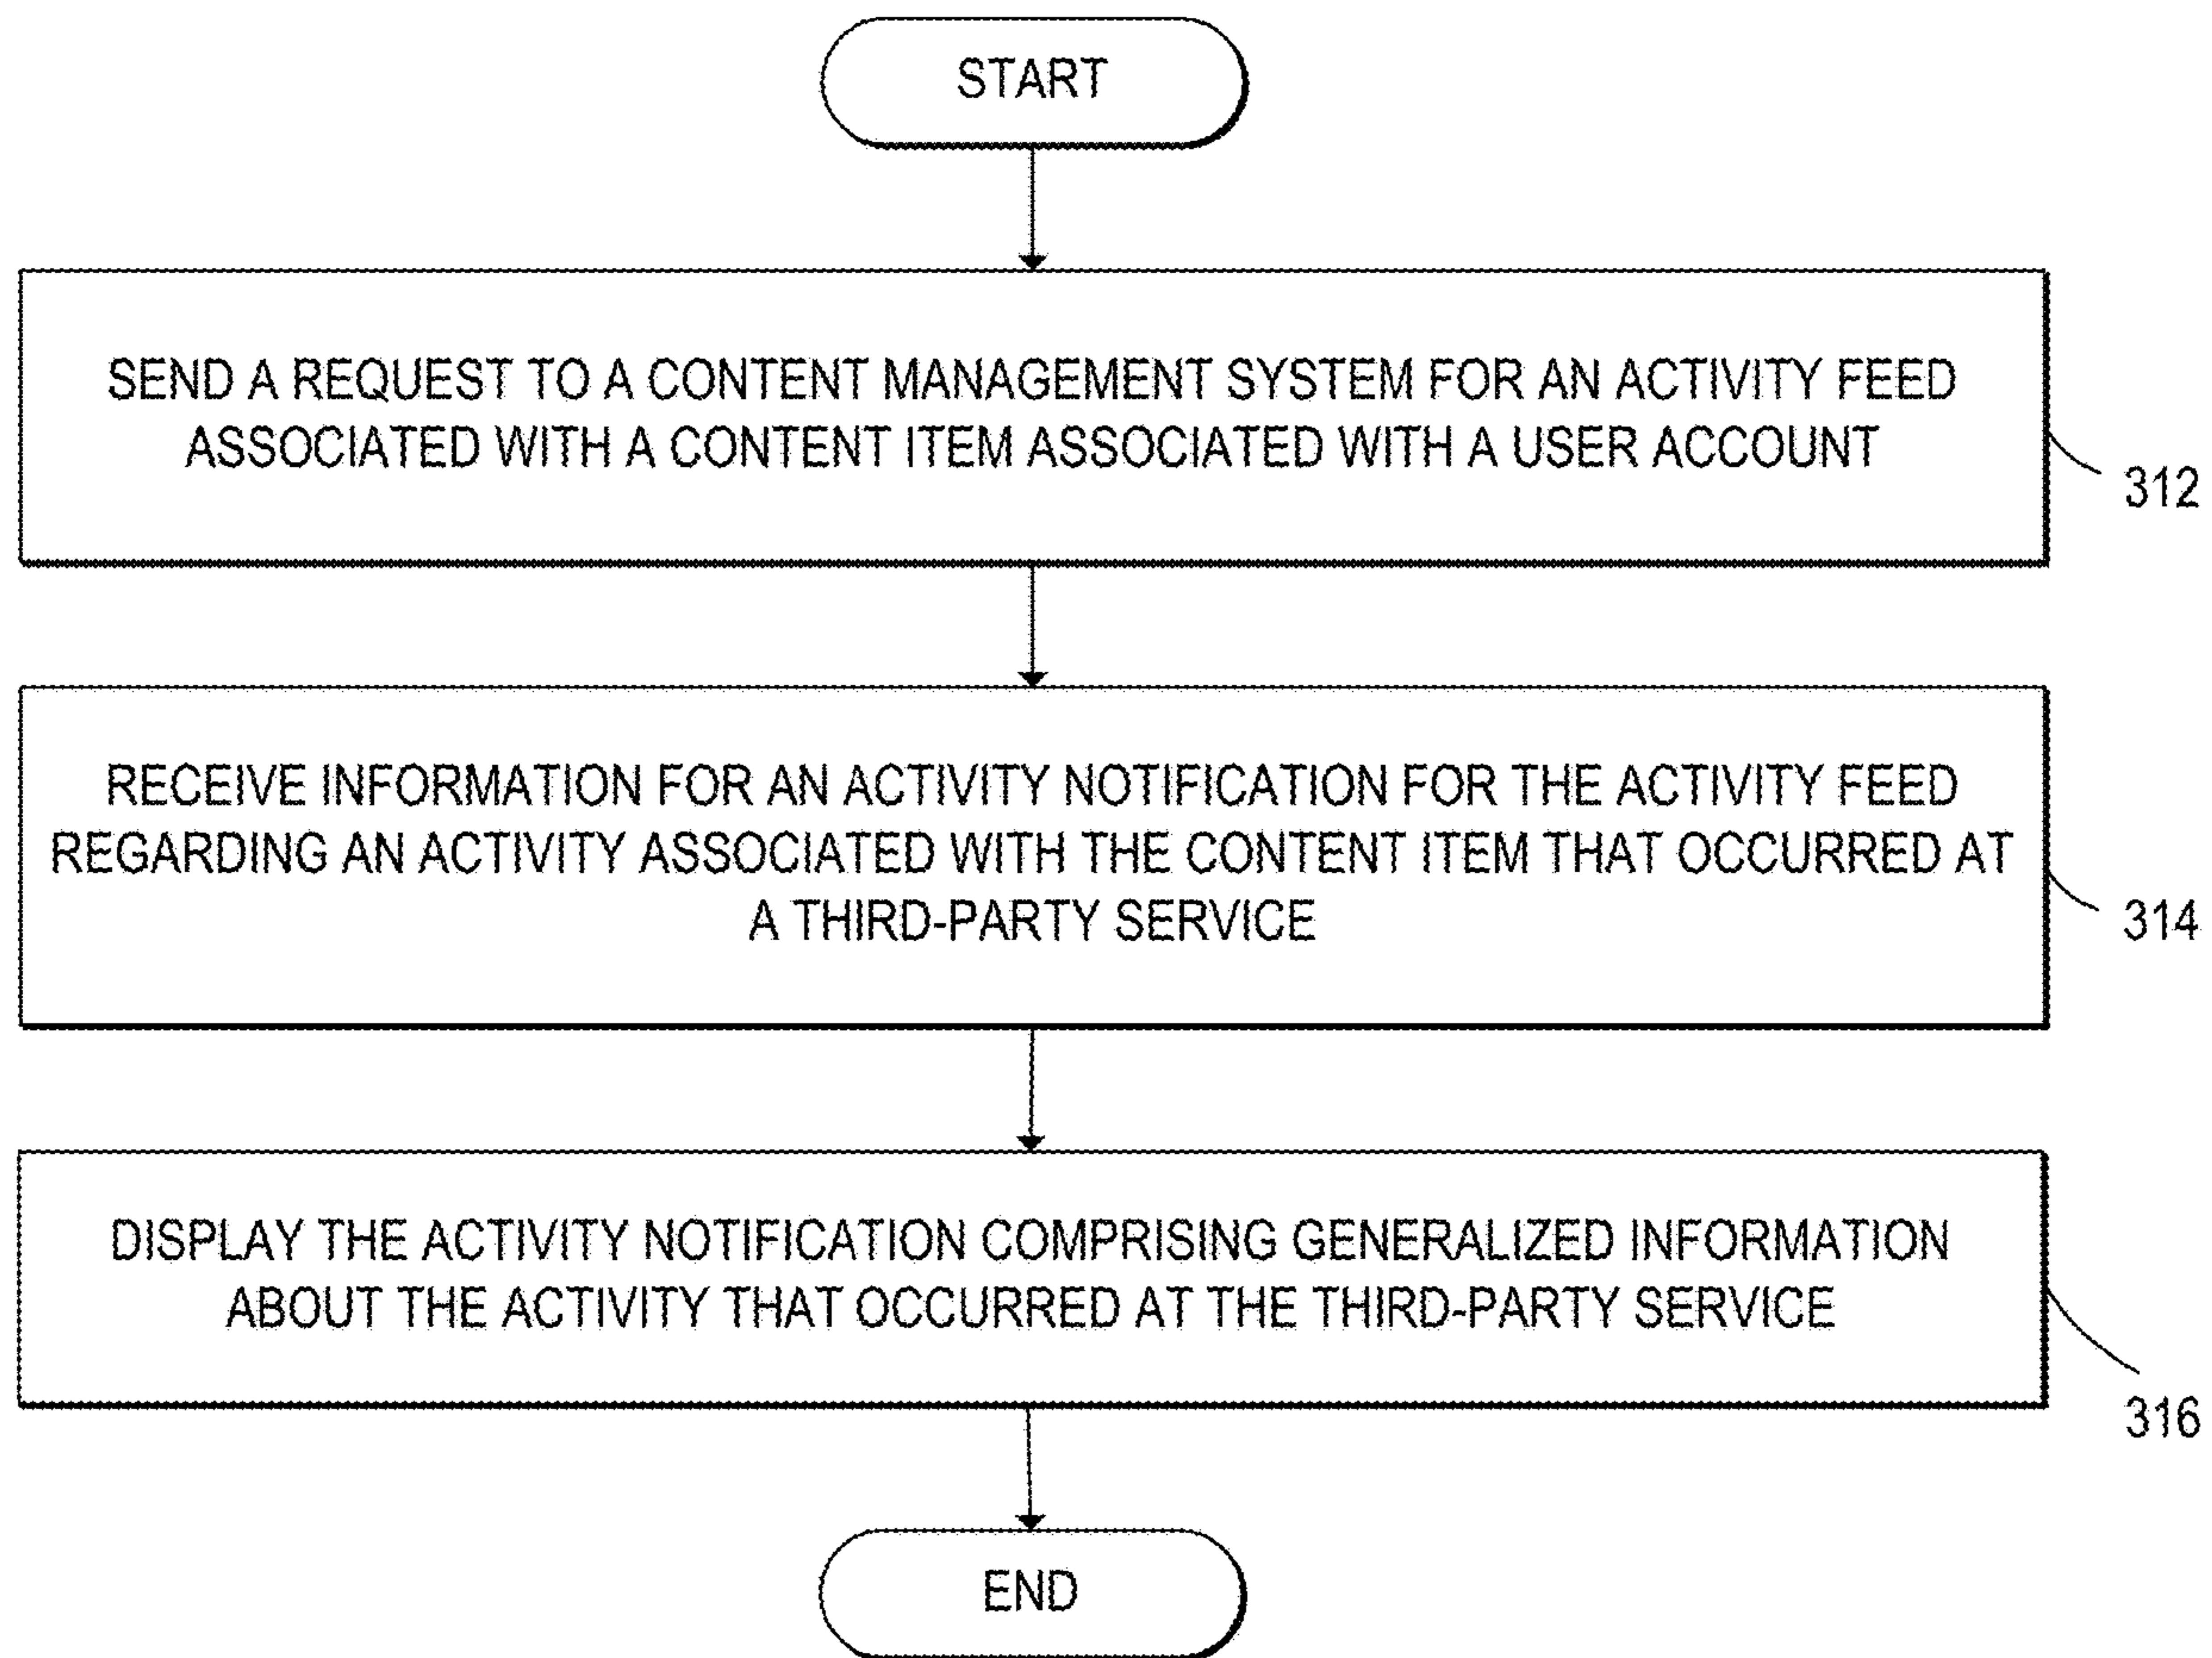 START
SEND A REQUEST TO A CONTENT MANAGEMENT SYSTEM FOR AN ACTIVITY FEED
ASSOCIATED WITH A CONTENT ITEM ASSOCIATED WITH A USER ACCOUNT
312
RECEIVE INFORMATION FOR AN ACTIVITY NOTIFICATION FOR THE ACTIVITY FEED
REGARDING AN ACTIVITY ASSOCIATED WITH THE CONTENT ITEM THAT OCCURRED AT
A THIRD-PARTY SERVICE
314
DISPLAY THE ACTIVITY NOTIFICATION COMPRISING GENERALIZED INFORMATION
ABOUT THE ACTIVITY THAT OCCURRED AT THE THIRD-PARTY SERVICE
316
END